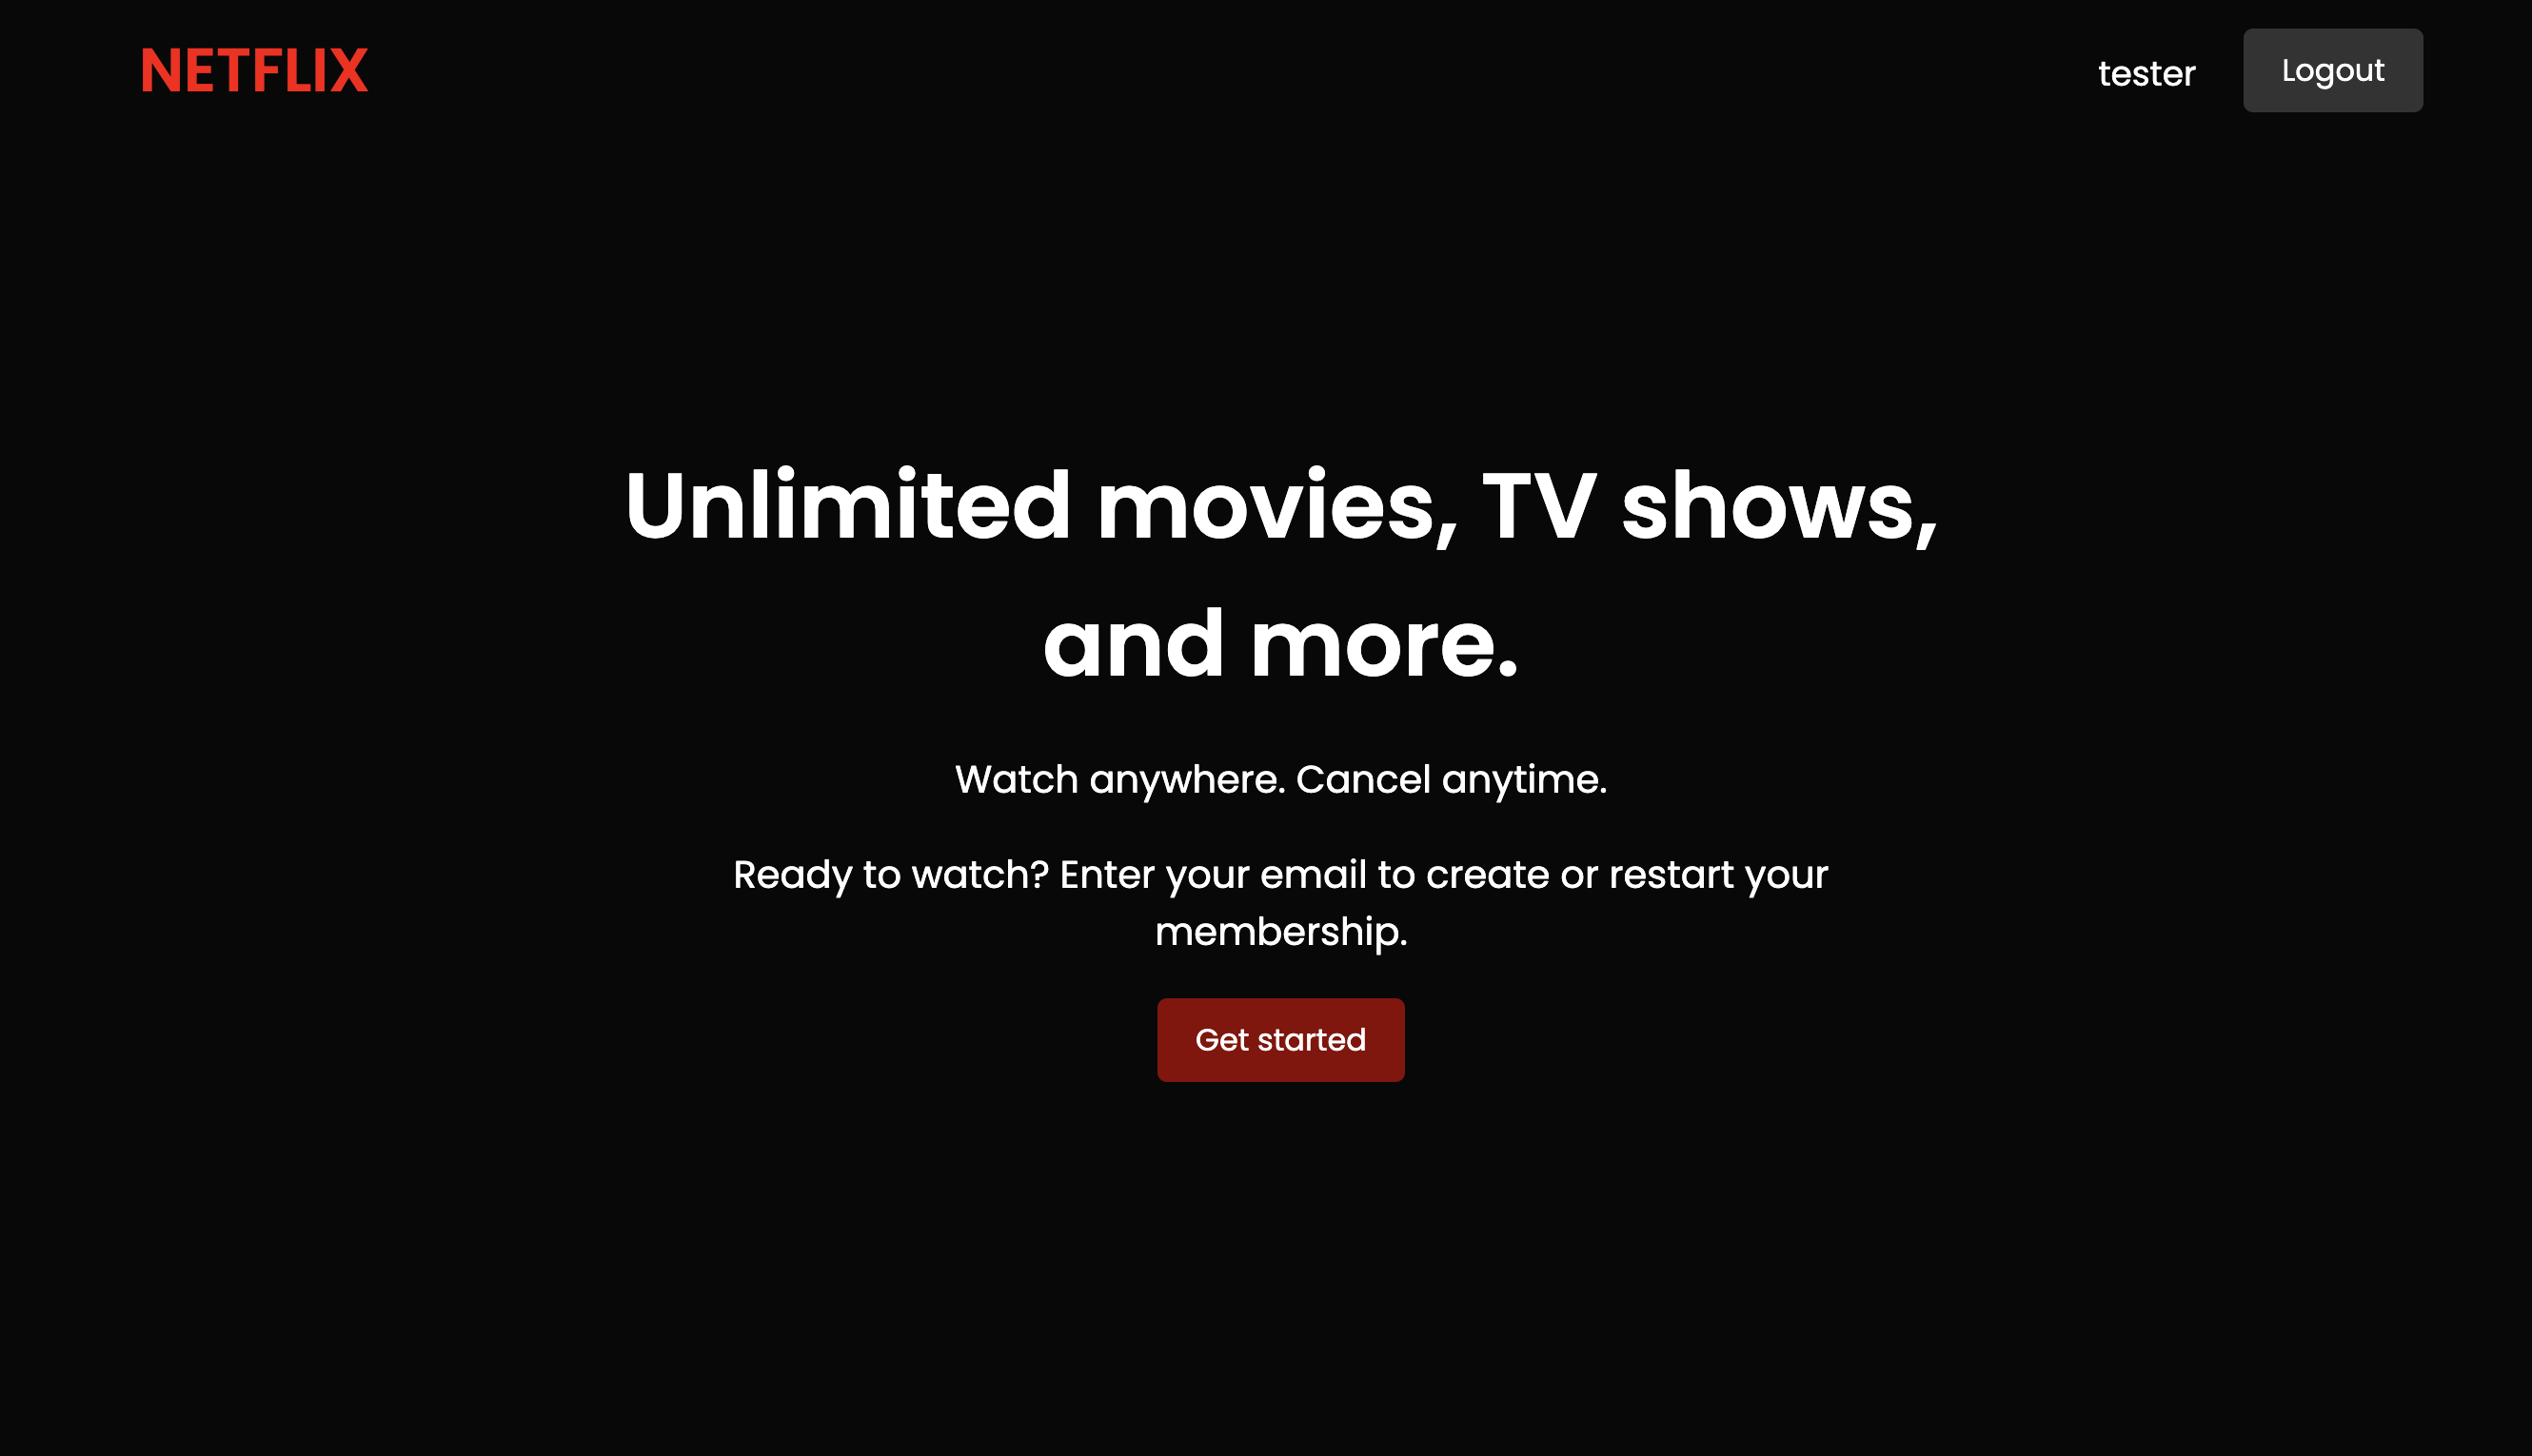 NETFLIX
tester
Logout
Unlimited movies, TV shows,
and more.
Watch anywhere. Cancel anytime.
Ready to watch? Enter your email to create or restart your
membership.
Get started